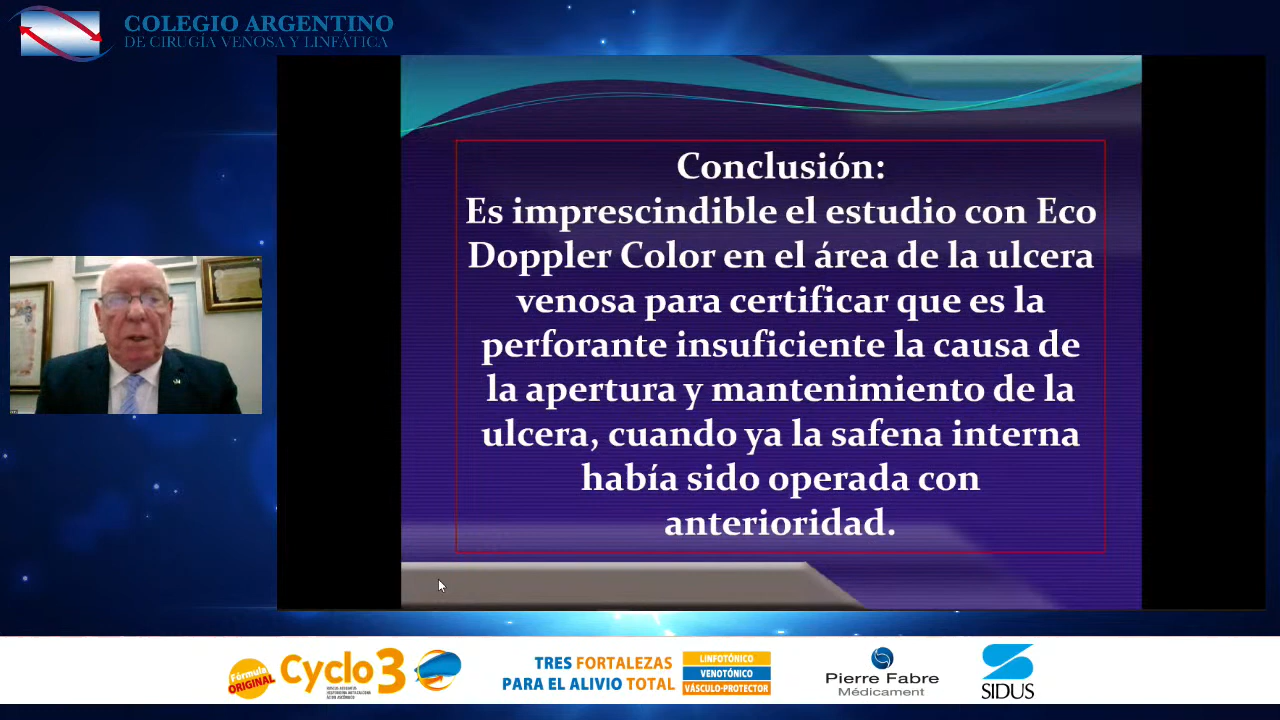 COLEGIO ARGENTINO
DE CIRUGÍA VENOSA Y LINFÁTICA
Conclusión:
Es imprescindible el estudio con Eco
Doppler Color en el área de la ulcera
venosa para certificar que es la
perforante insuficiente la causa de
la apertura y mantenimiento de la
ulcera, cuando ya la safena interna
había sido operada con
anterioridad.
Fórmula
ORIGINAL
Cyclo 3
TRES FORTALEZAS
PARA EL ALIVIO TOTAL
LINFOTÓNICO
VENOTÓNICO
VÁSCULO-PROTECTOR
Pierre Fabre
Médicament
SIDUS